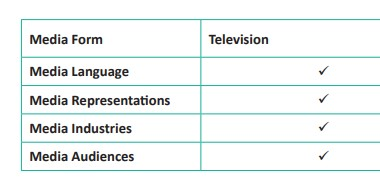 Media Form Television
Media Language ✓
Media Representations ✓
Media Industries ✓
Media Audiences ✓